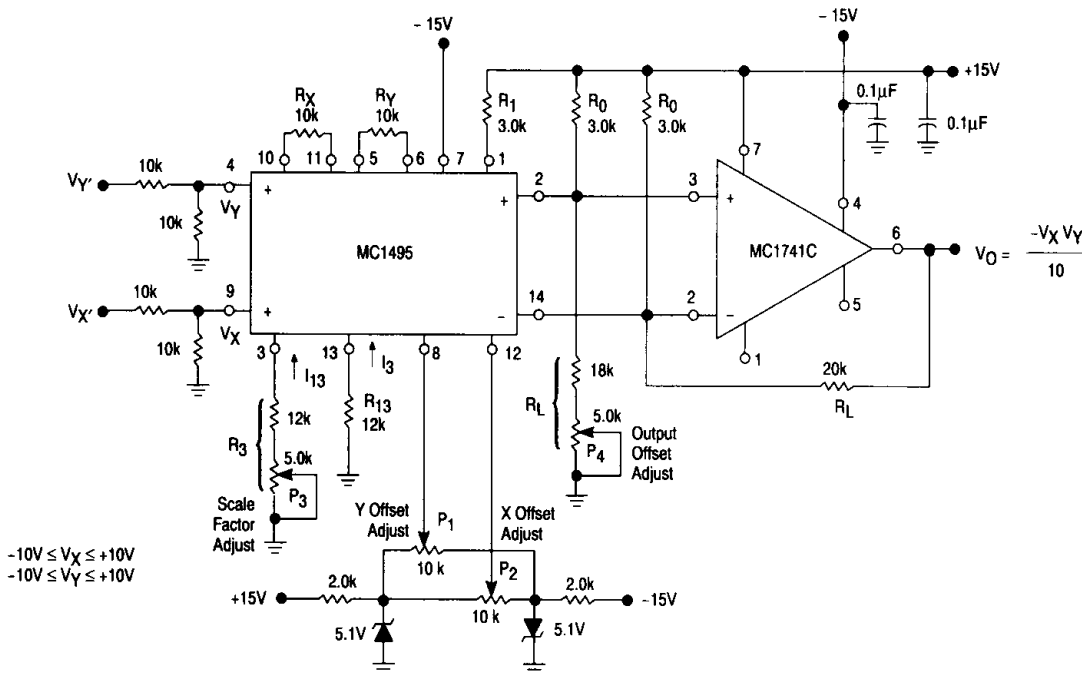 - 15V
- 15V
+15V
0.1μF
0.1μF
R1
3.0k
RO
3.0k
RO
3.0k
RX
10k
RY
10k
10 11 5 6 7 1
7
4
VY'
10k
4
+
VY
10k
MC1495
+
2
3
+
MC1741C
6
VO = -VX VY
10
5
VX'
10k
9
+
VX
10k
-
14
2
-
1
3
I13
13
I3
8
12
20k
RL
R3
12k
5.0k
P3
R13
12k
RL
18k
5.0k
P4
Output
Offset
Adjust
Scale
Factor
Adjust
Y Offset
Adjust
P1
X Offset
Adjust
10 k
P2
-10V ≤ VX ≤ +10V
-10V ≤ VY ≤ +10V
+15V
2.0k
10 k
2.0k
-15V
5.1V
5.1V